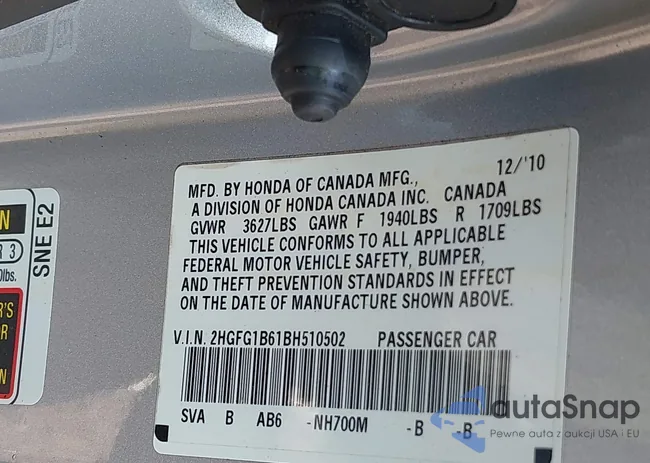 12/'10
MFD. BY HONDA OF CANADA MFG.,
A DIVISION OF HONDA CANADA INC. CANADA
GVWR 3627LBS GAWR F 1940LBS R 1709LBS
THIS VEHICLE CONFORMS TO ALL APPLICABLE
FEDERAL MOTOR VEHICLE SAFETY, BUMPER,
AND THEFT PREVENTION STANDARDS IN EFFECT
ON THE DATE OF MANUFACTURE SHOWN ABOVE.
V.I.N. 2HGFG1B61BH510502 PASSENGER CAR
SVA B AB6 -NH700M -B -B
SNE E2
N
R 3
0lbs.
R'S
OR
N
autaSnap
Pewne auta z aukcji USA i EU